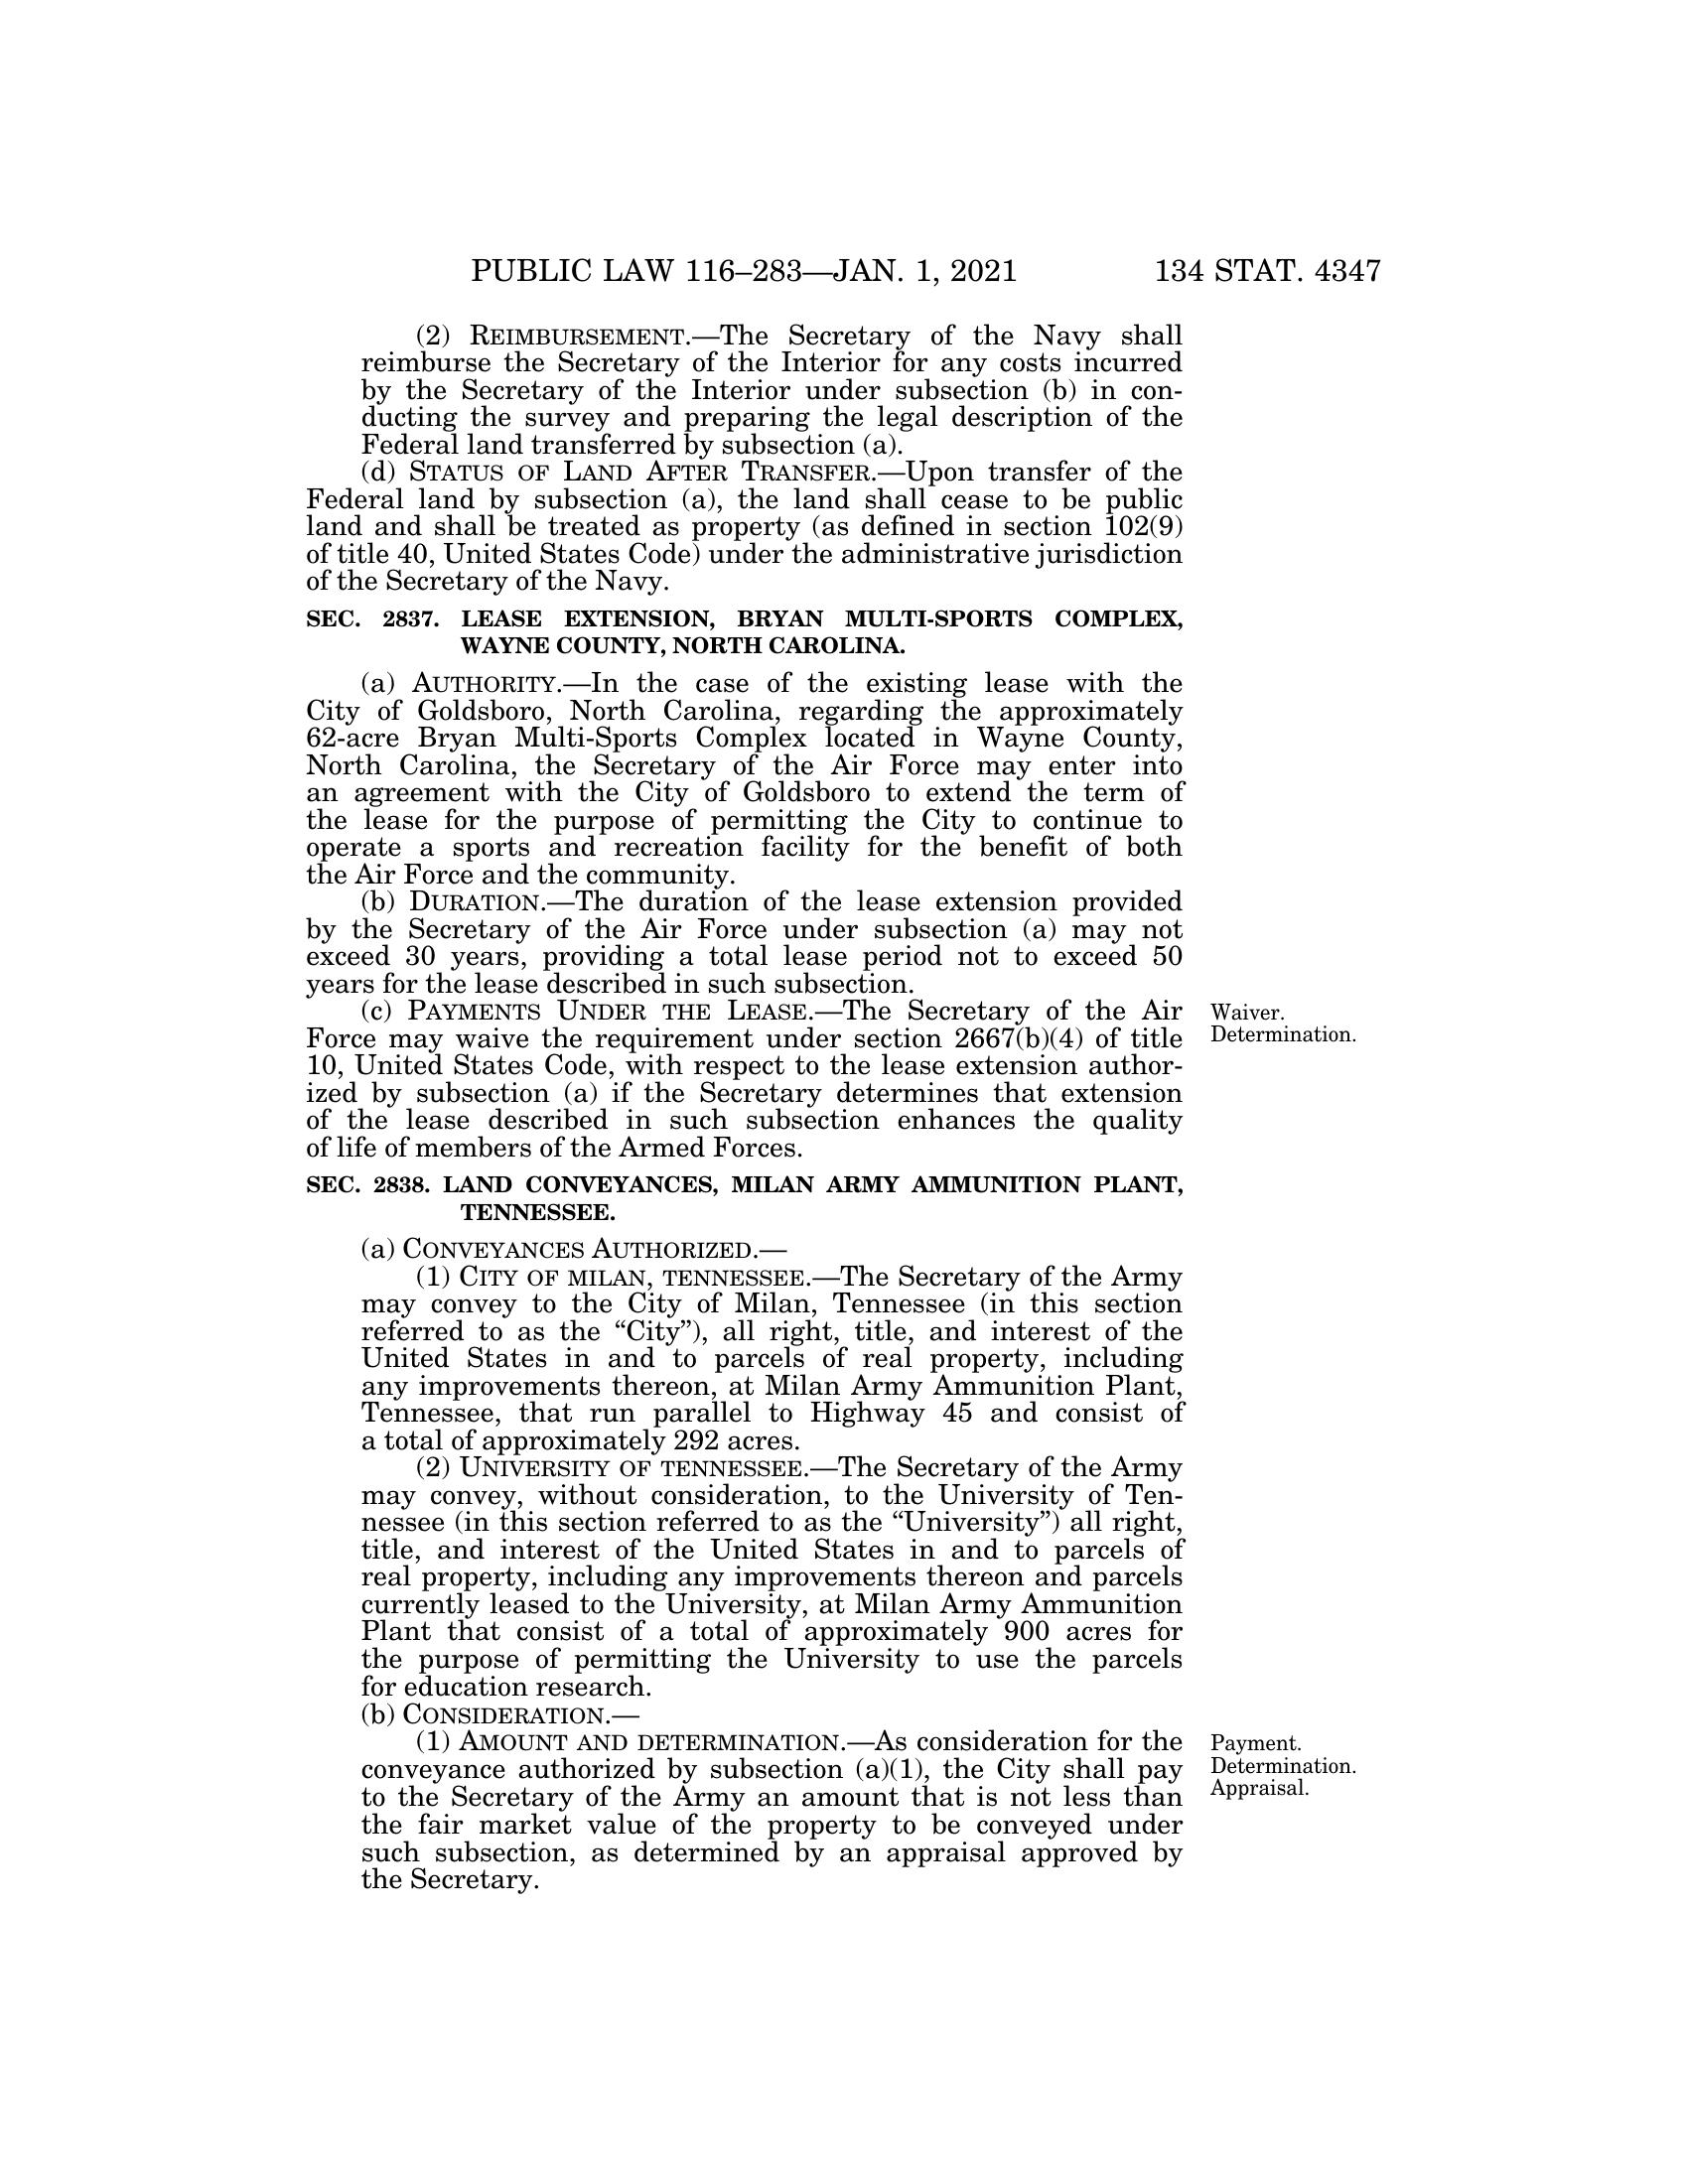 PUBLIC LAW 116–283—JAN. 1, 2021 134 STAT. 4347
(2) REIMBURSEMENT.—The Secretary of the Navy shall
reimburse the Secretary of the Interior for any costs incurred
by the Secretary of the Interior under subsection (b) in con-
ducting the survey and preparing the legal description of the
Federal land transferred by subsection (a).
(d) STATUS OF LAND AFTER TRANSFER.—Upon transfer of the
Federal land by subsection (a), the land shall cease to be public
land and shall be treated as property (as defined in section 102(9)
of title 40, United States Code) under the administrative jurisdiction
of the Secretary of the Navy.
SEC. 2837. LEASE EXTENSION, BRYAN MULTI-SPORTS COMPLEX,
WAYNE COUNTY, NORTH CAROLINA.
(a) AUTHORITY.—In the case of the existing lease with the
City of Goldsboro, North Carolina, regarding the approximately
62-acre Bryan Multi-Sports Complex located in Wayne County,
North Carolina, the Secretary of the Air Force may enter into
an agreement with the City of Goldsboro to extend the term of
the lease for the purpose of permitting the City to continue to
operate a sports and recreation facility for the benefit of both
the Air Force and the community.
(b) DURATION.—The duration of the lease extension provided
by the Secretary of the Air Force under subsection (a) may not
exceed 30 years, providing a total lease period not to exceed 50
years for the lease described in such subsection.
(c) PAYMENTS UNDER THE LEASE.—The Secretary of the Air
Force may waive the requirement under section 2667(b)(4) of title
10, United States Code, with respect to the lease extension author-
ized by subsection (a) if the Secretary determines that extension
of the lease described in such subsection enhances the quality
of life of members of the Armed Forces.
Waiver.
Determination.
SEC. 2838. LAND CONVEYANCES, MILAN ARMY AMMUNITION PLANT,
TENNESSEE.
(a) CONVEYANCES AUTHORIZED.—
(1) CITY OF MILAN, TENNESSEE.—The Secretary of the Army
may convey to the City of Milan, Tennessee (in this section
referred to as the “City”), all right, title, and interest of the
United States in and to parcels of real property, including
any improvements thereon, at Milan Army Ammunition Plant,
Tennessee, that run parallel to Highway 45 and consist of
a total of approximately 292 acres.
(2) UNIVERSITY OF TENNESSEE.—The Secretary of the Army
may convey, without consideration, to the University of Ten-
nessee (in this section referred to as the “University”) all right,
title, and interest of the United States in and to parcels of
real property, including any improvements thereon and parcels
currently leased to the University, at Milan Army Ammunition
Plant that consist of a total of approximately 900 acres for
the purpose of permitting the University to use the parcels
for education research.
(b) CONSIDERATION.—
(1) AMOUNT AND DETERMINATION.—As consideration for the
conveyance authorized by subsection (a)(1), the City shall pay
to the Secretary of the Army an amount that is not less than
the fair market value of the property to be conveyed under
such subsection, as determined by an appraisal approved by
the Secretary.
Payment.
Determination.
Appraisal.